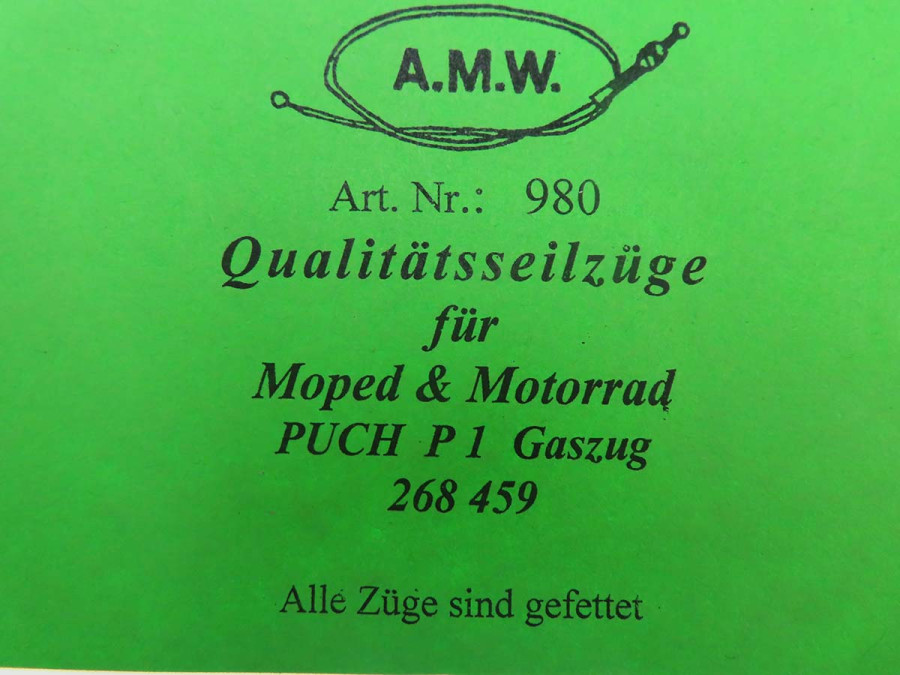 A.M.W.
Art. Nr.: 980
Qualitätsseilzüge
für
Moped & Motorrad
PUCH P 1 Gaszug
268 459
Alle Züge sind gefettet